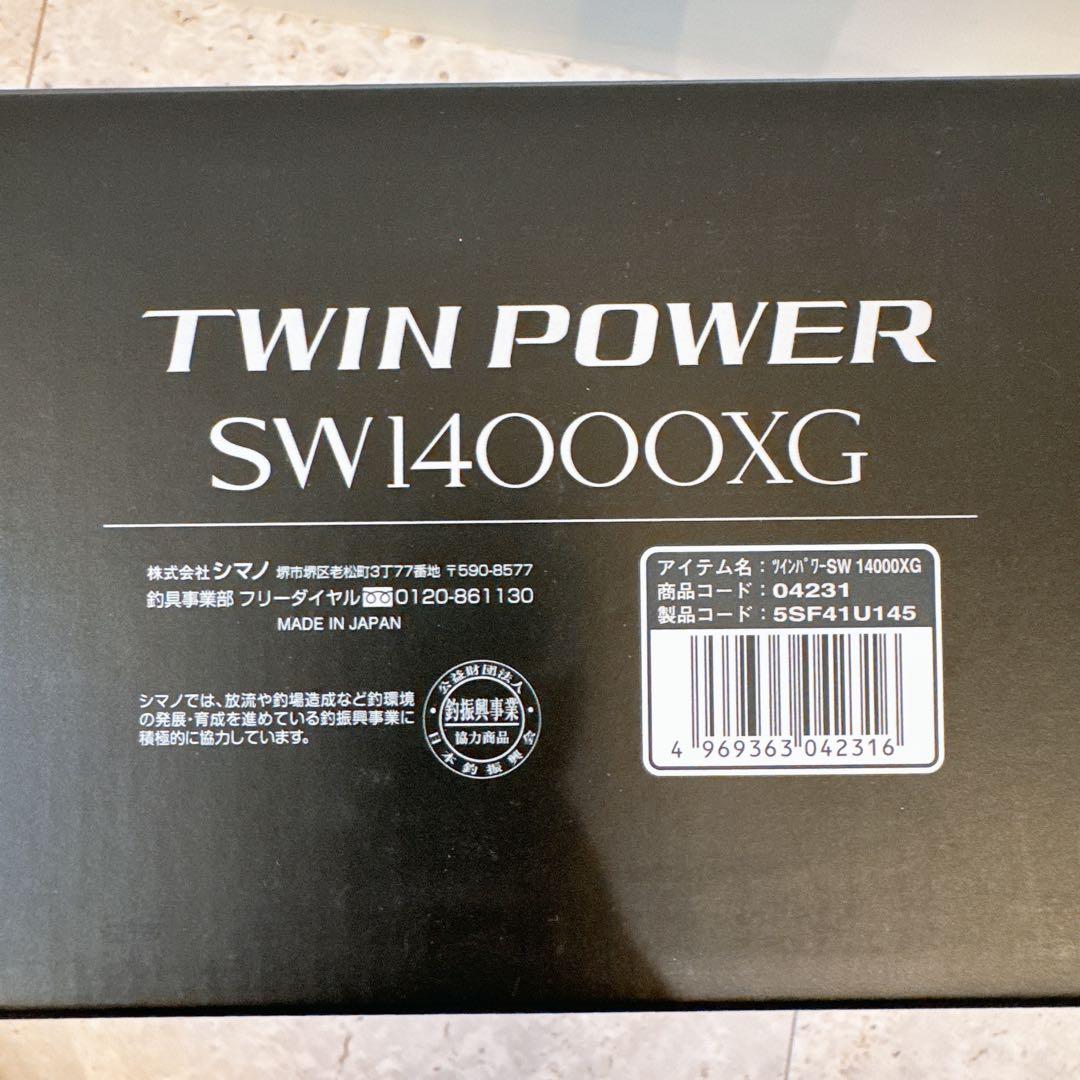 TWIN POWER
SW14000XG
株式会社シマノ 堺市堺区老松町3丁77番地 〒590-8577
釣具事業部 フリーダイヤル 0120-861130
MADE IN JAPAN
シマノでは、放流や釣場造成など釣環境
の発展・育成を進めている釣振興事業に
積極的に協力しています。
公益財団法人
釣振興事業
協力商品
日本釣振興会
アイテム名：ﾂｲﾝﾊﾟﾜｰSW 14000XG
商品コード：04231
製品コード：5SF41U145
4 969363 042316